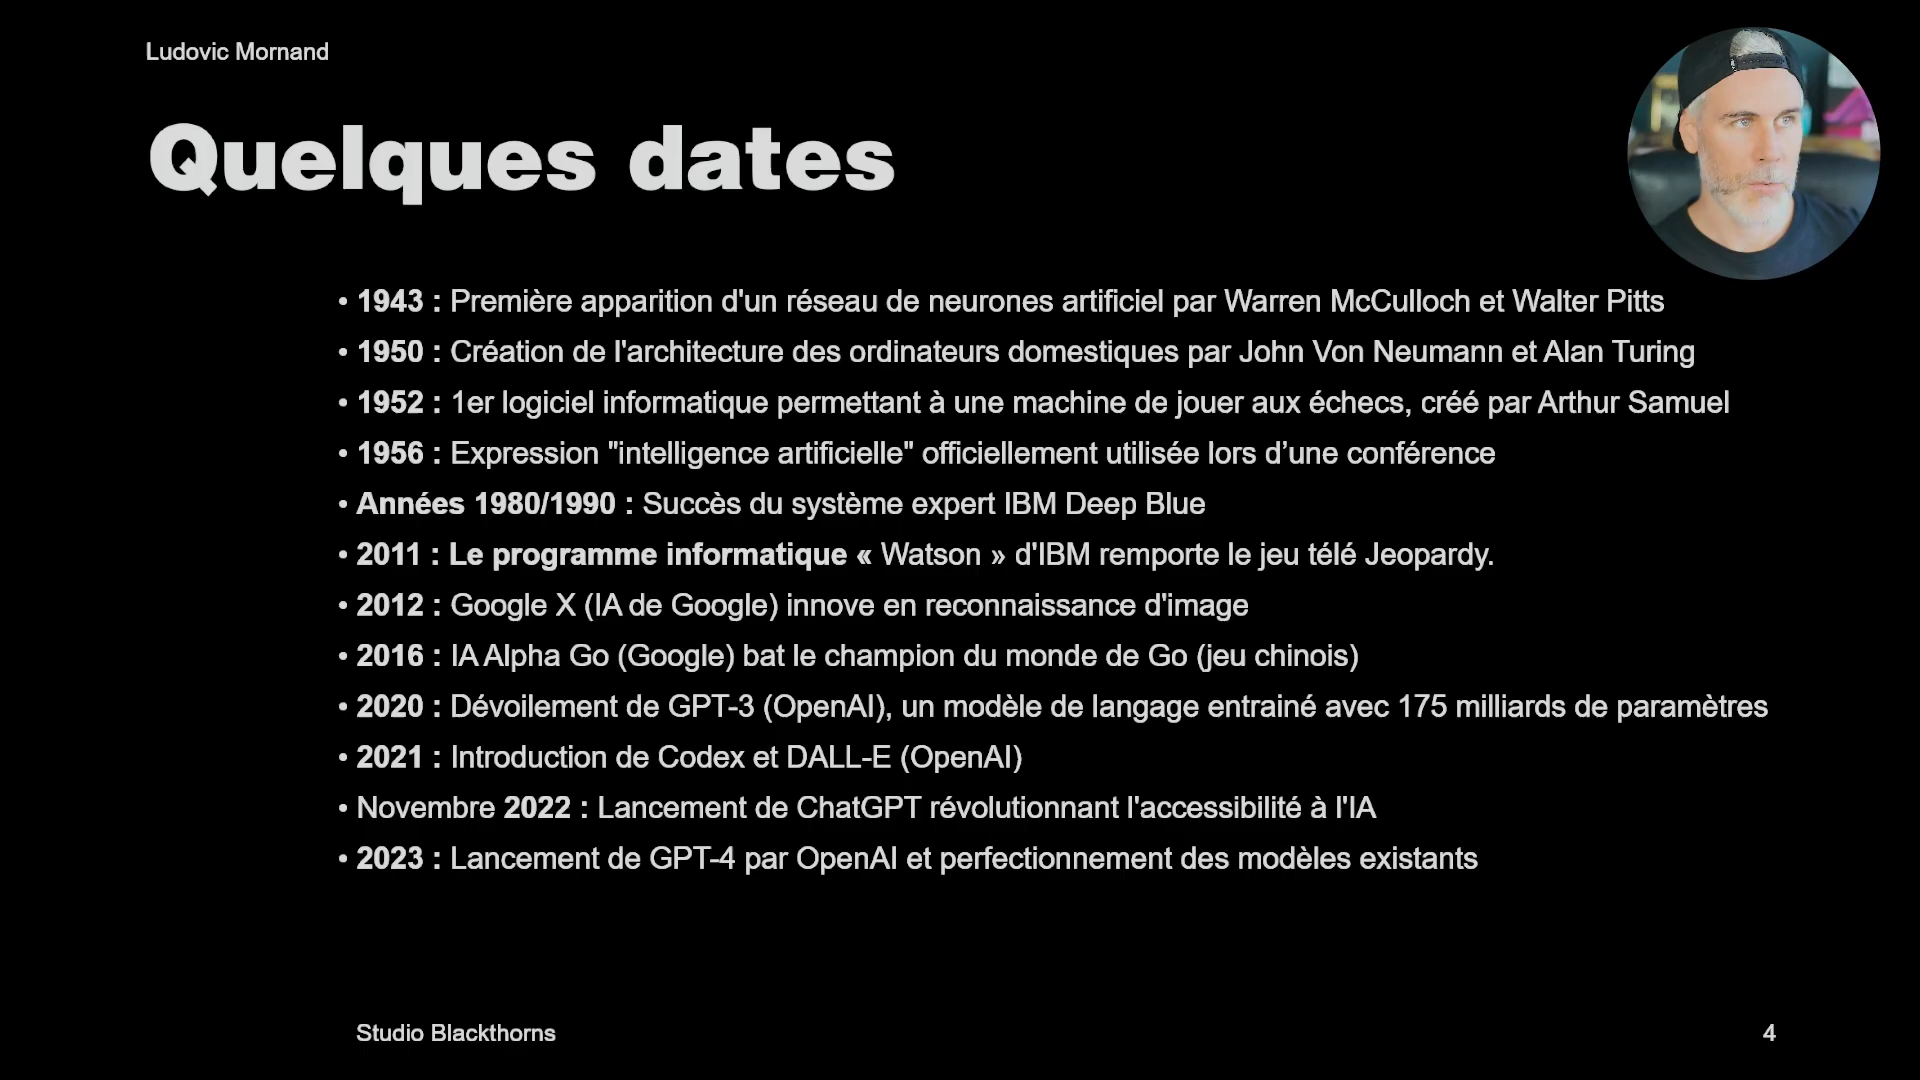 Ludovic Mornand
Quelques dates
• 1943 : Première apparition d'un réseau de neurones artificiel par Warren McCulloch et Walter Pitts
• 1950 : Création de l'architecture des ordinateurs domestiques par John Von Neumann et Alan Turing
• 1952 : 1er logiciel informatique permettant à une machine de jouer aux échecs, créé par Arthur Samuel
• 1956 : Expression "intelligence artificielle" officiellement utilisée lors d’une conférence
• Années 1980/1990 : Succès du système expert IBM Deep Blue
• 2011 : Le programme informatique « Watson » d'IBM remporte le jeu télé Jeopardy.
• 2012 : Google X (IA de Google) innove en reconnaissance d'image
• 2016 : IA Alpha Go (Google) bat le champion du monde de Go (jeu chinois)
• 2020 : Dévoilement de GPT-3 (OpenAI), un modèle de langage entrainé avec 175 milliards de paramètres
• 2021 : Introduction de Codex et DALL-E (OpenAI)
• Novembre 2022 : Lancement de ChatGPT révolutionnant l'accessibilité à l'IA
• 2023 : Lancement de GPT-4 par OpenAI et perfectionnement des modèles existants
Studio Blackthorns
4